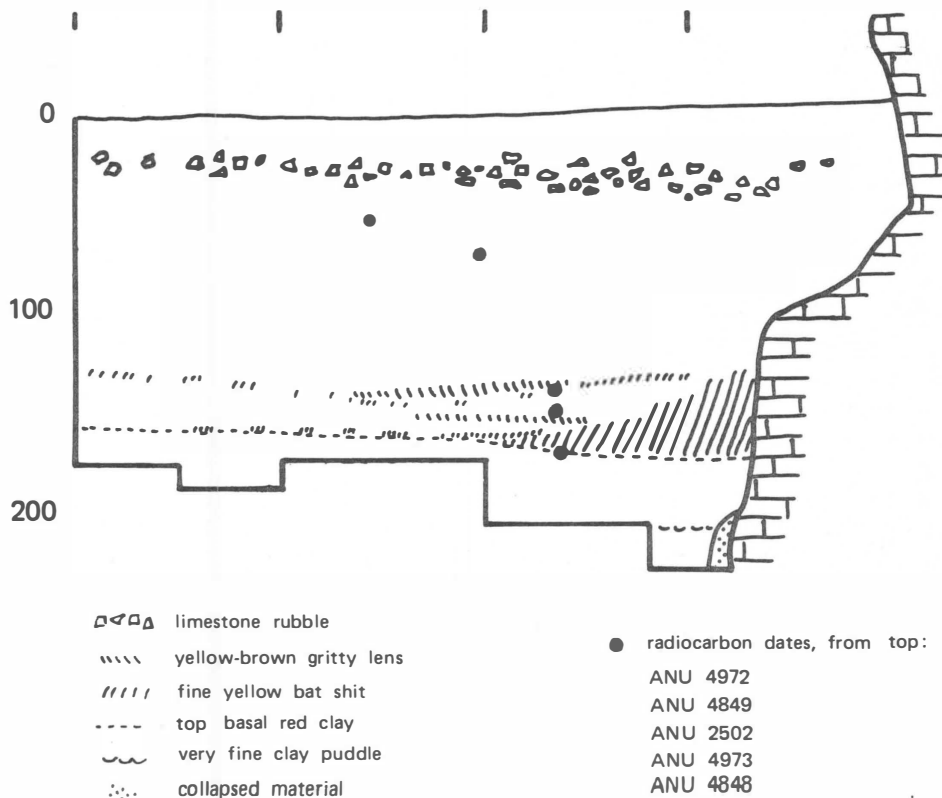 0
100
200
limestone rubble
yellow-brown gritty lens
fine yellow bat shit
top basal red clay
very fine clay puddle
collapsed material
radiocarbon dates, from top:
ANU 4972
ANU 4849
ANU 2502
ANU 4973
ANU 4848